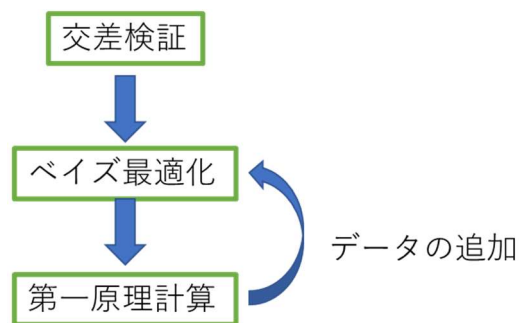 交差検証
ベイズ最適化
データの追加
第一原理計算